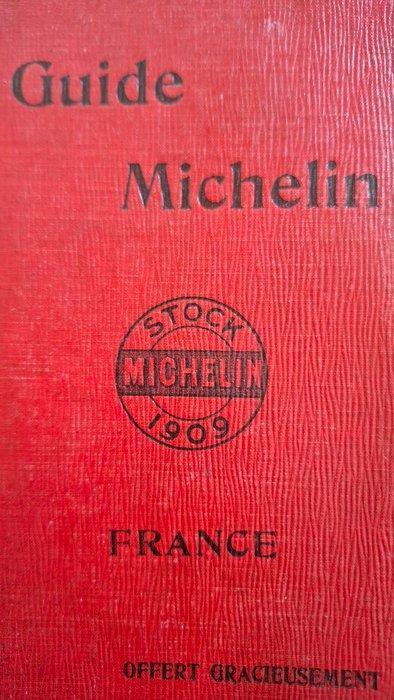 Guide
Michelin
STOCK
MICHELIN
1909
FRANCE
OFFERT GRACIEUSEMENT